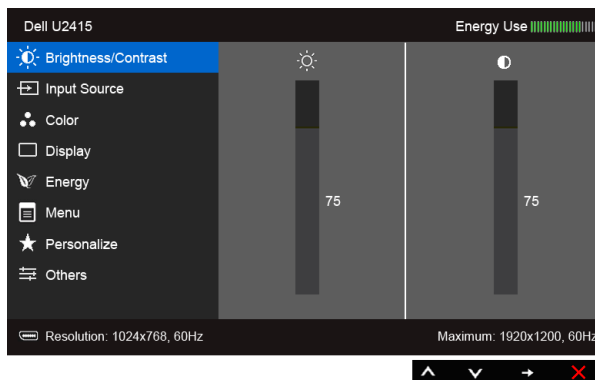 Dell U2415
Energy Use
Brightness/Contrast
Input Source
Color
Display
Energy
Menu
Personalize
Others
75
75
Resolution: 1024x768, 60Hz
Maximum: 1920x1200, 60Hz